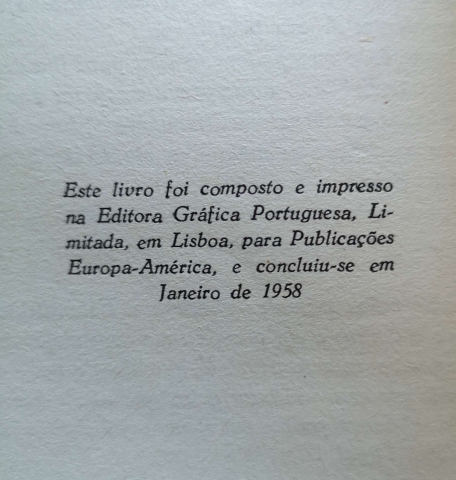 Este livro foi composto e impresso
na Editora Gráfica Portuguesa, Li-
mitada, em Lisboa, para Publicações
Europa-América, e concluiu-se em
Janeiro de 1958